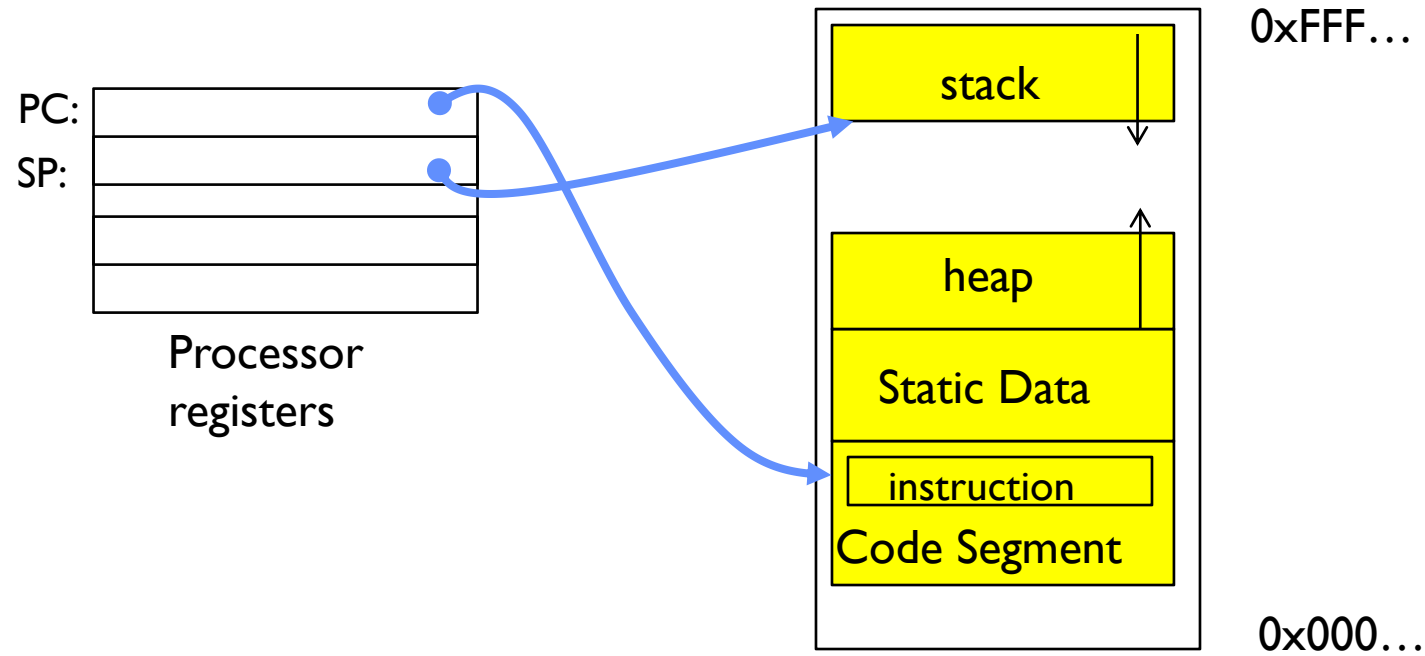 0xFFF…
stack
PC:
SP:
heap
Processor
registers
Static Data
instruction
Code Segment
0x000…